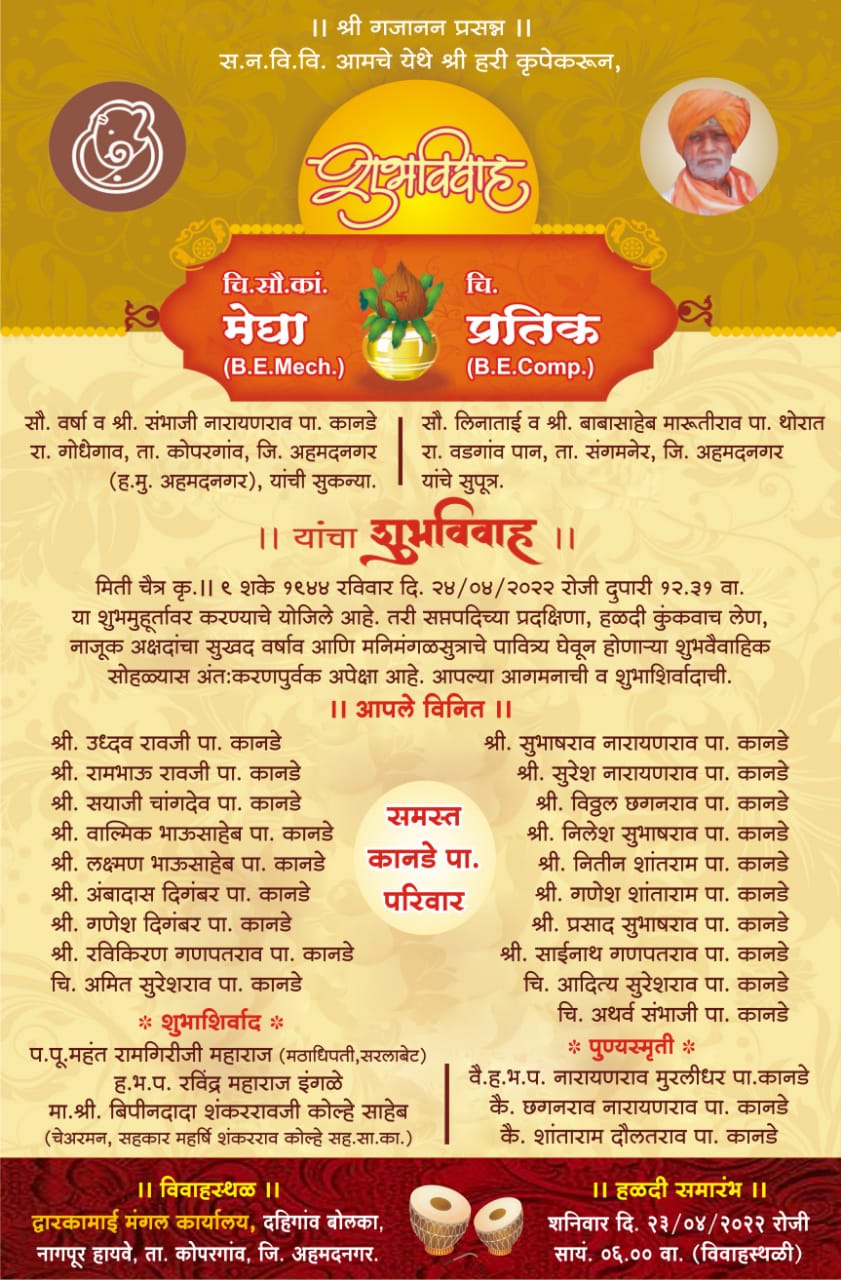 ।। श्री गजानन प्रसन्न ।।
स.न.वि.वि. आमचे येथे श्री हरी कृपेकरून,
शुभविवाह
चि.सौ.कां.
मेघा
(B.E.Mech.)
चि.
प्रतिक
(B.E.Comp.)
सौ. वर्षा व श्री. संभाजी नारायणराव पा. कानडे
रा. गोधेगाव, ता. कोपरगांव, जि. अहमदनगर
(ह.मु. अहमदनगर), यांची सुकन्या.
सौ. लिनाताई व श्री. बाबासाहेब मारूतीराव पा. थोरात
रा. वडगांव पान, ता. संगमनेर, जि. अहमदनगर
यांचे सुपूत्र.
।। यांचा शुभविवाह ।।
मिती चैत्र कृ.।। ९ शके १९४४ रविवार दि. २४/०४/२०२२ रोजी दुपारी १२.३१ वा.
या शुभमुहूर्तावर करण्याचे योजिले आहे. तरी सप्तपदिच्या प्रदक्षिणा, हळदी कुंकवाच लेण,
नाजूक अक्षदांचा सुखद वर्षाव आणि मनिमंगळसुत्राचे पावित्र्य घेवून होणाऱ्या शुभवैवाहिक
सोहळ्यास अंत:करणपुर्वक अपेक्षा आहे. आपल्या आगमनाची व शुभाशिर्वादाची.
।। आपले विनित ।।
श्री. उध्दव रावजी पा. कानडे
श्री. रामभाऊ रावजी पा. कानडे
श्री. सयाजी चांगदेव पा. कानडे
श्री. वाल्मिक भाऊसाहेब पा. कानडे
श्री. लक्ष्मण भाऊसाहेब पा. कानडे
श्री. अंबादास दिगंबर पा. कानडे
श्री. गणेश दिगंबर पा. कानडे
श्री. रविकिरण गणपतराव पा. कानडे
चि. अमित सुरेशराव पा. कानडे
समस्त
कानडे पा.
परिवार
श्री. सुभाषराव नारायणराव पा. कानडे
श्री. सुरेश नारायणराव पा. कानडे
श्री. विठ्ठल छगनराव पा. कानडे
श्री. निलेश सुभाषराव पा. कानडे
श्री. नितीन शांतराम पा. कानडे
श्री. गणेश शांताराम पा. कानडे
श्री. प्रसाद सुभाषराव पा. कानडे
श्री. साईनाथ गणपतराव पा. कानडे
चि. आदित्य सुरेशराव पा. कानडे
चि. अथर्व संभाजी पा. कानडे
* शुभाशिर्वाद *
प.पू.महंत रामगिरीजी महाराज (मठाधिपती,सरलाबेट)
ह.भ.प. रविंद्र महाराज इंगळे
मा.श्री. बिपीनदादा शंकररावजी कोल्हे साहेब
(चेअरमन, सहकार महर्षि शंकरराव कोल्हे सह.सा.का.)
* पुण्यस्मृती *
वै.ह.भ.प. नारायणराव मुरलीधर पा.कानडे
कै. छगनराव नारायणराव पा. कानडे
कै. शांताराम दौलतराव पा. कानडे
।। विवाहस्थळ ।।
द्वारकामाई मंगल कार्यालय, दहिगांव बोलका,
नागपूर हायवे, ता. कोपरगांव, जि. अहमदनगर.
।। हळदी समारंभ ।।
शनिवार दि. २३/०४/२०२२ रोजी
सायं. ०६.०० वा. (विवाहस्थळी)